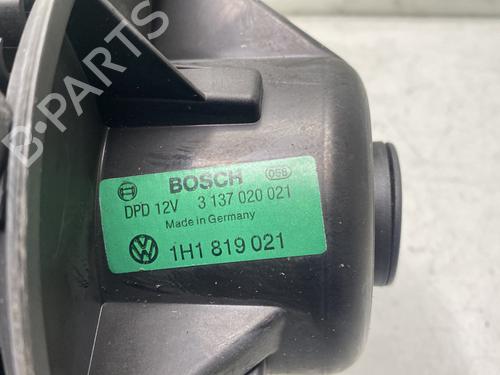 B-PARTS
BOSCH 058
DPD 12V 3 137 020 021
Made in Germany
1H1 819 021